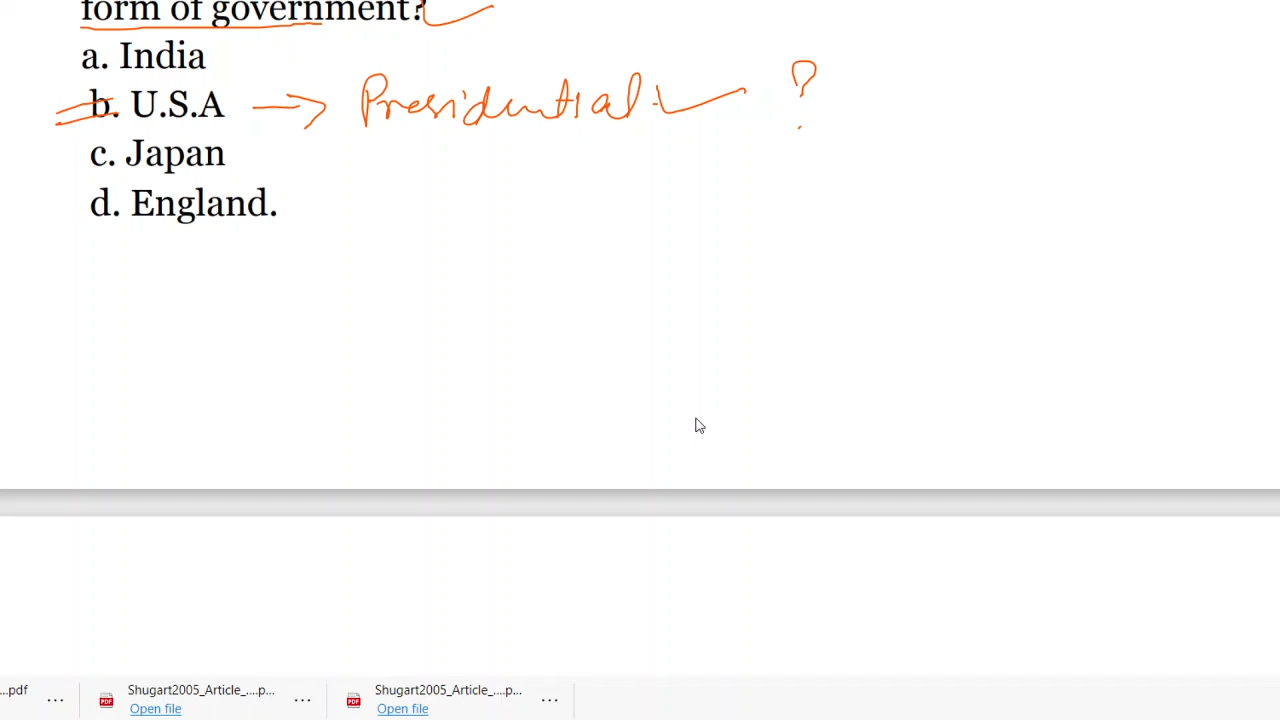 form of government?
a. India
b. U.S.A → Presidential ?
c. Japan
d. England.
...pdf ... Shugart2005_Article_....p... ... Shugart2005_Article_....p... ...
Open file Open file